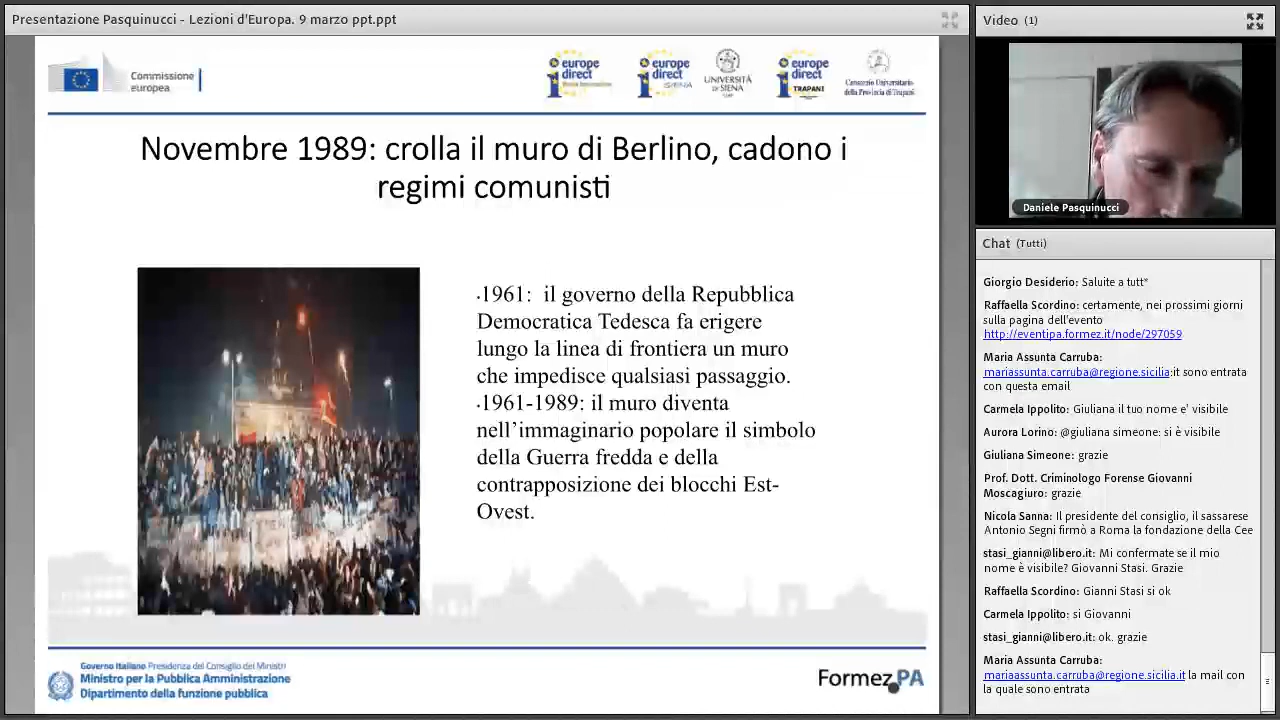 Presentazione Pasquinucci - Lezioni d'Europa. 9 marzo ppt.ppt
Commissione
europea
europe
direct
europe
direct
SIENA
UNIVERSITÀ
DI SIENA
europe
direct
TRAPANI
Consorzio Universitario
della Provincia di Trapani
Novembre 1989: crolla il muro di Berlino, cadono i
regimi comunisti
•1961:  il governo della Repubblica
Democratica Tedesca fa erigere
lungo la linea di frontiera un muro
che impedisce qualsiasi passaggio.
•1961-1989: il muro diventa
nell’immaginario popolare il simbolo
della Guerra fredda e della
contrapposizione dei blocchi Est-
Ovest.
Governo Italiano Presidenza del Consiglio dei Ministri
Ministro per la Pubblica Amministrazione
Dipartimento della funzione pubblica
Formez PA
Video (1)
Daniele Pasquinucci
Chat (Tutti)
Giorgio Desiderio: Salute a tutt*
Raffaella Scordino: certamente, nei prossimi giorni
sulla pagina dell'evento
http://eventipa.formez.it/node/297059
Maria Assunta Carruba:
mariassunta.carruba@regione.sicilia:it sono entrata
con questa email
Carmela Ippolito: Giuliana il tuo nome e' visibile
Aurora Lorino: @giuliana simeone: si è visibile
Giuliana Simeone: grazie
Prof. Dott. Criminologo Forense Giovanni
Moscagiuro: grazie
Nicola Sanna: Il presidente del consiglio, il sassarese
Antonio Segni firmò a Roma la fondazione della Cee
stasi_gianni@libero.it: Mi confermate se il mio
nome è visibile? Giovanni Stasi. Grazie
Raffaella Scordino: Gianni Stasi si ok
Carmela Ippolito: si Giovanni
stasi_gianni@libero.it: ok. grazie
Maria Assunta Carruba:
mariaassunta.carruba@regione.sicilia.it la mail con
la quale sono entrata